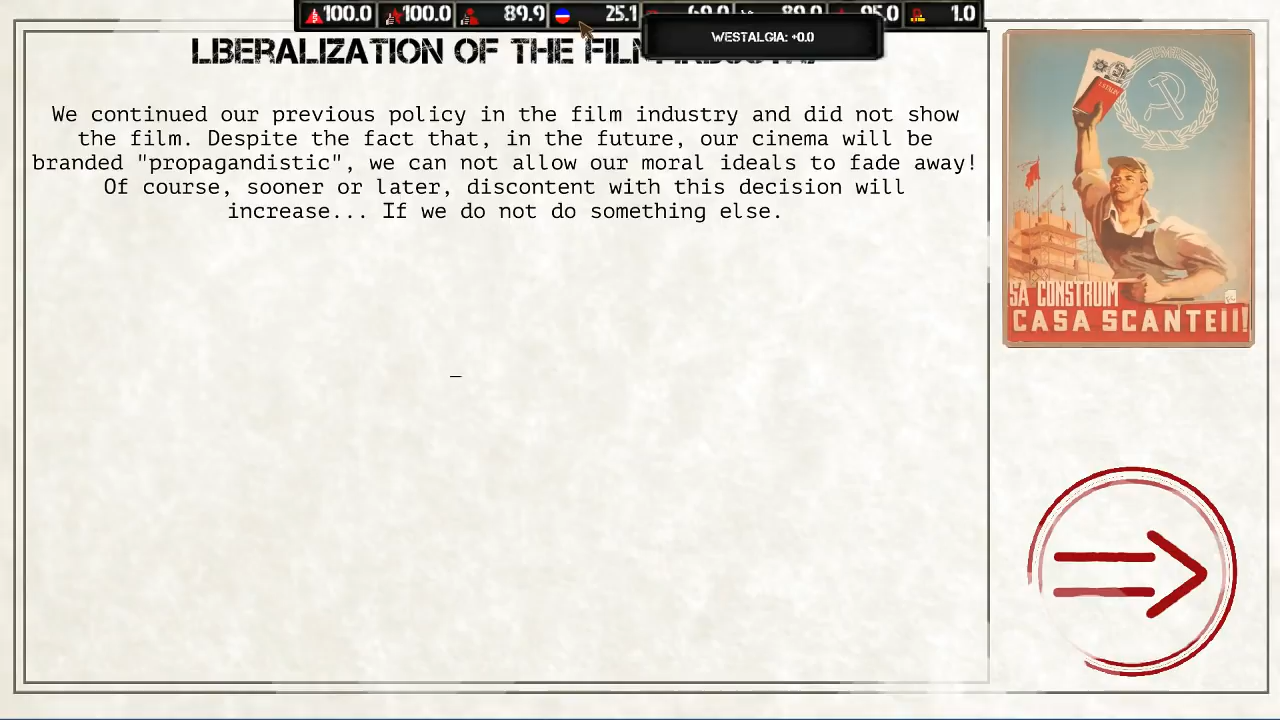 100.0 100.0 89.9 25.1 95.0 1.0
WESTALGIA: +0.0
LBERALIZATION OF THE
We continued our previous policy in the film industry and did not show
the film. Despite the fact that, in the future, our cinema will be
branded "propagandistic", we can not allow our moral ideals to fade away!
Of course, sooner or later, discontent with this decision will
increase... If we do not do something else.
_
SA CONSTRUIM
CASA SCANTEII!